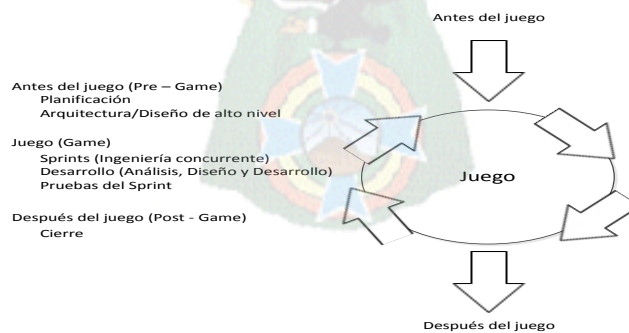 Antes del juego
Antes del juego (Pre – Game)
Planificación
Arquitectura/Diseño de alto nivel
Juego (Game)
Sprints (Ingeniería concurrente)
Desarrollo (Análisis, Diseño y Desarrollo)
Pruebas del Sprint
Después del juego (Post - Game)
Cierre
Juego
Después del juego